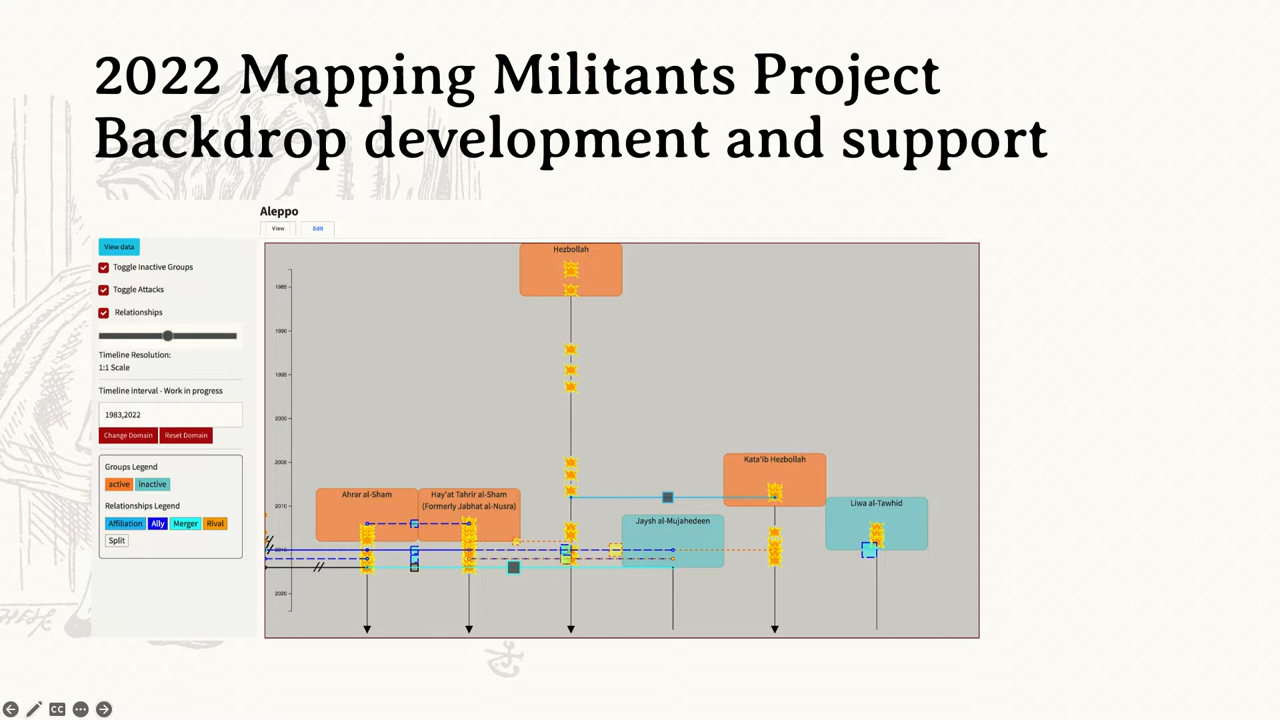 2022 Mapping Militants Project
Backdrop development and support
Aleppo
View
Edit
View data
Toggle Inactive Groups
Toggle Attacks
Relationships
Timeline Resolution:
1:1 Scale
Timeline interval - Work in progress
1983,2022
Change Domain
Reset Domain
Groups Legend
active
inactive
Relationships Legend
Affiliation
Ally
Merger
Rival
Split
1985
1990
1995
2000
2005
2010
2015
2020
Hezbollah
Kata'ib Hezbollah
Ahrar al-Sham
Hay'at Tahrir al-Sham
(Formerly Jabhat al-Nusra)
Liwa al-Tawhid
Jaysh al-Mujahedeen
CC